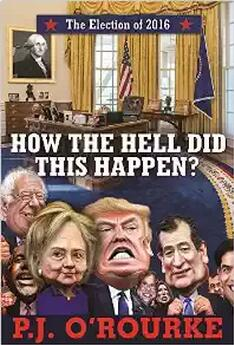 ★ The Election of 2016 ★
HOW THE HELL DID
THIS HAPPEN?
P.J. O'ROURKE